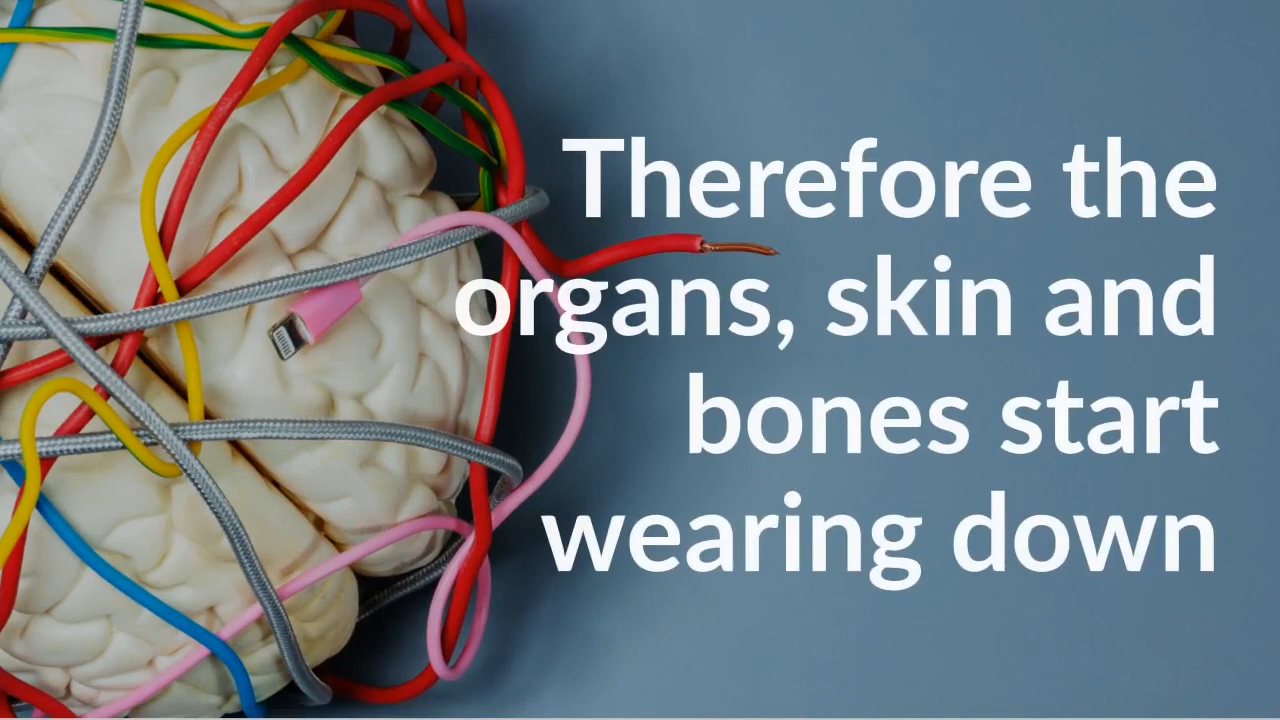 Therefore the
organs, skin and
bones start
wearing down